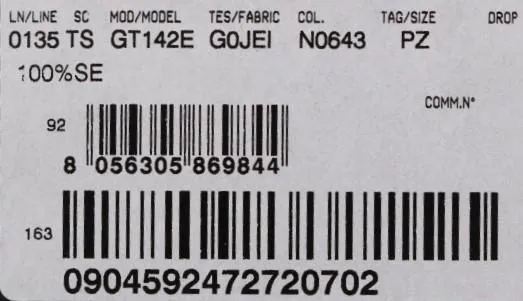 LN/LINE SC MOD/MODEL TES/FABRIC COL. TAG/SIZE DROP
0135 TS GT142E G0JEI N0643 PZ
100%SE
COMM.N°
92
8 056305 869844
163
0904592472720702